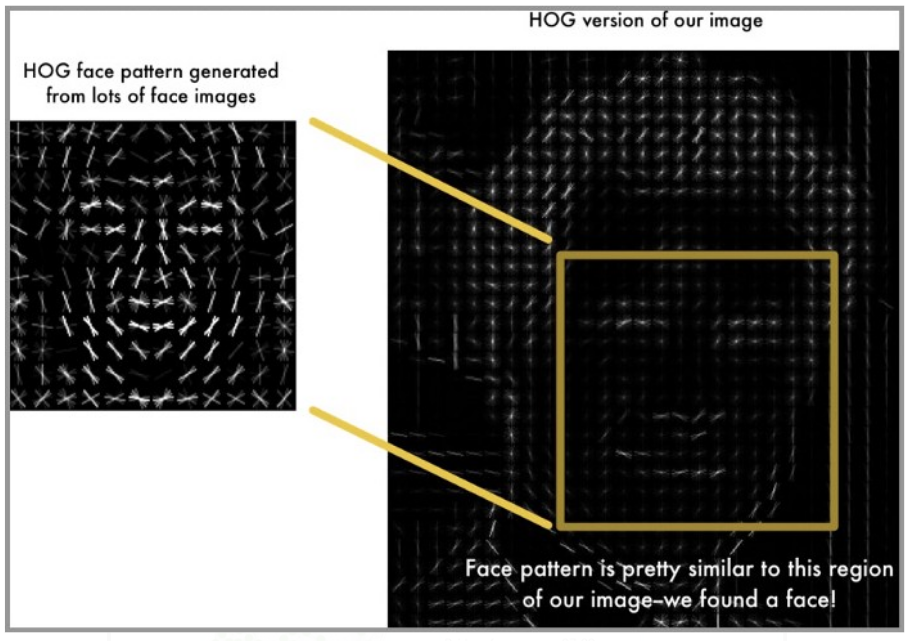 HOG version of our image
HOG face pattern generated
from lots of face images
Face pattern is pretty similar to this region
of our image–we found a face!